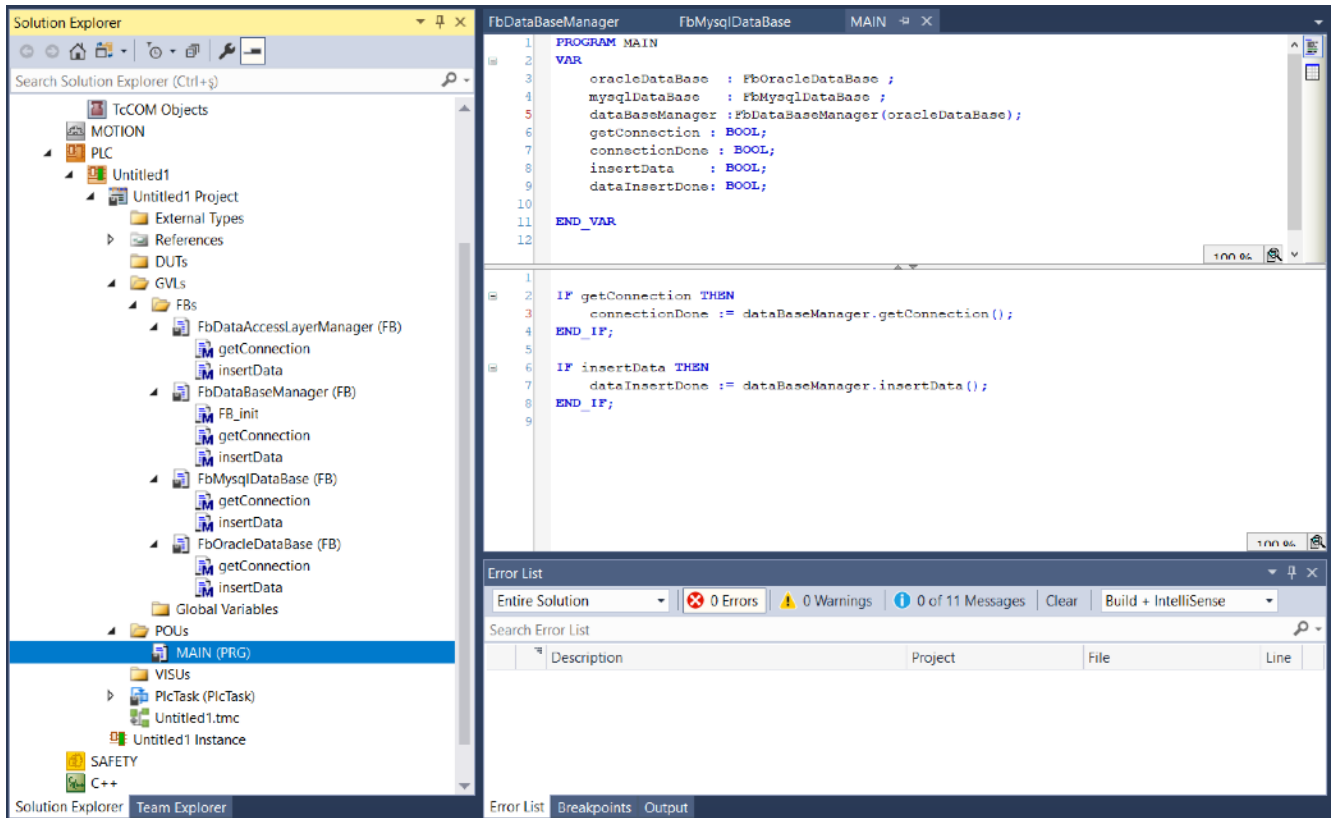 Solution Explorer
Search Solution Explorer (Ctrl+ş)
TcCOM Objects
MOTION
PLC
Untitled1
Untitled1 Project
External Types
References
DUTs
GVLs
FBs
FbDataAccessLayerManager (FB)
getConnection
insertData
FbDataBaseManager (FB)
FB_init
getConnection
insertData
FbMysqlDataBase (FB)
getConnection
insertData
FbOracleDataBase (FB)
getConnection
insertData
Global Variables
POUs
MAIN (PRG)
VISUs
PlcTask (PlcTask)
Untitled1.tmc
Untitled1 Instance
SAFETY
C++
Solution Explorer Team Explorer
FbDataBaseManager FbMysqlDataBase MAIN
1 PROGRAM MAIN
2 VAR
3 oracleDataBase : FbOracleDataBase ;
4 mysqlDataBase : FbMysqlDataBase ;
5 dataBaseManager :FbDataBaseManager(oracleDataBase);
6 getConnection : BOOL;
7 connectionDone : BOOL;
8 insertData : BOOL;
9 dataInsertDone: BOOL;
10
11 END_VAR
12
100 %
1
2 IF getConnection THEN
3 connectionDone := dataBaseManager.getConnection();
4 END_IF;
5
6 IF insertData THEN
7 dataInsertDone := dataBaseManager.insertData();
8 END_IF;
9
100 %
Error List
Entire Solution 0 Errors 0 Warnings 0 of 11 Messages Clear Build + IntelliSense
Search Error List
Description Project File Line
Error List Breakpoints Output